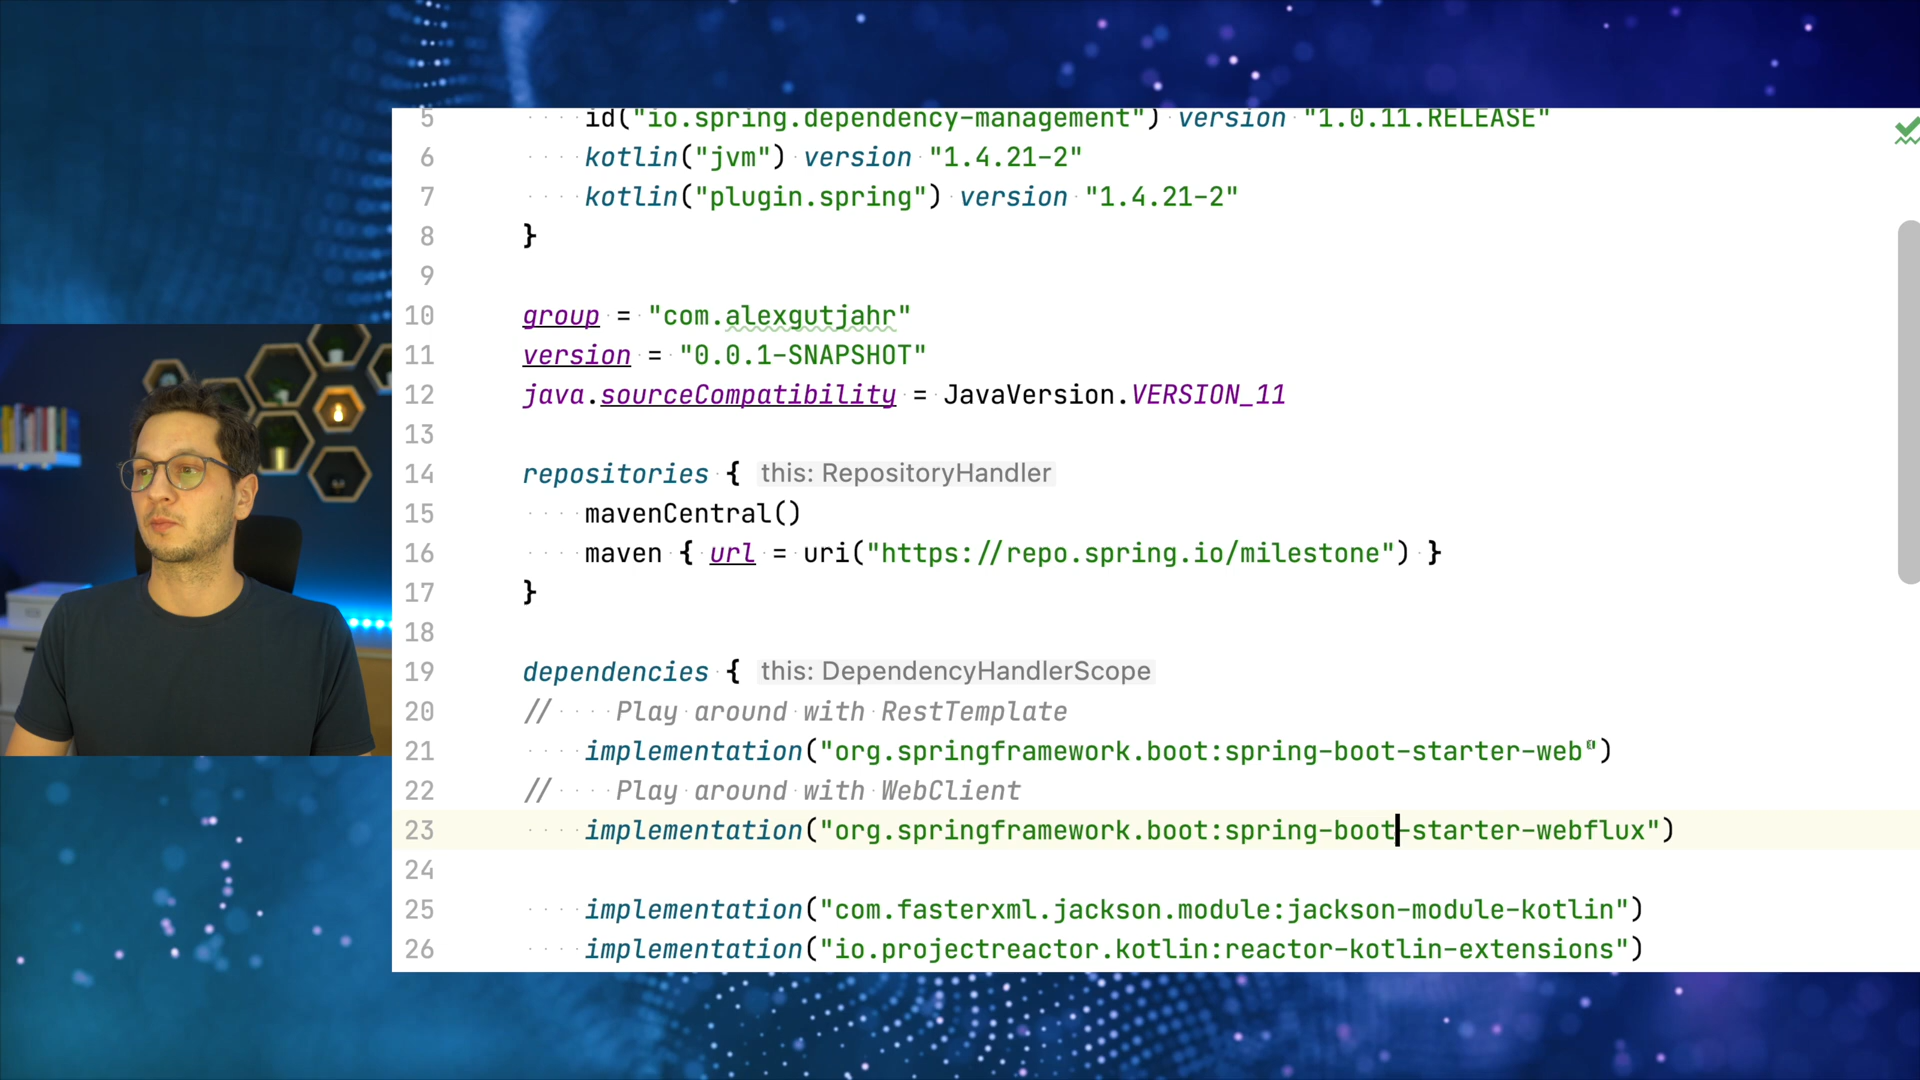 5 id("io.spring.dependency-management") version "1.0.11.RELEASE"
6 kotlin("jvm") version "1.4.21-2"
7 kotlin("plugin.spring") version "1.4.21-2"
8 }
9
10 group = "com.alexgutjahr"
11 version = "0.0.1-SNAPSHOT"
12 java.sourceCompatibility = JavaVersion.VERSION_11
13
14 repositories { this: RepositoryHandler
15 mavenCentral()
16 maven { url = uri("https://repo.spring.io/milestone") }
17 }
18
19 dependencies { this: DependencyHandlerScope
20 // Play around with RestTemplate
21 implementation("org.springframework.boot:spring-boot-starter-web")
22 // Play around with WebClient
23 implementation("org.springframework.boot:spring-boot-starter-webflux")
24
25 implementation("com.fasterxml.jackson.module:jackson-module-kotlin")
26 implementation("io.projectreactor.kotlin:reactor-kotlin-extensions")